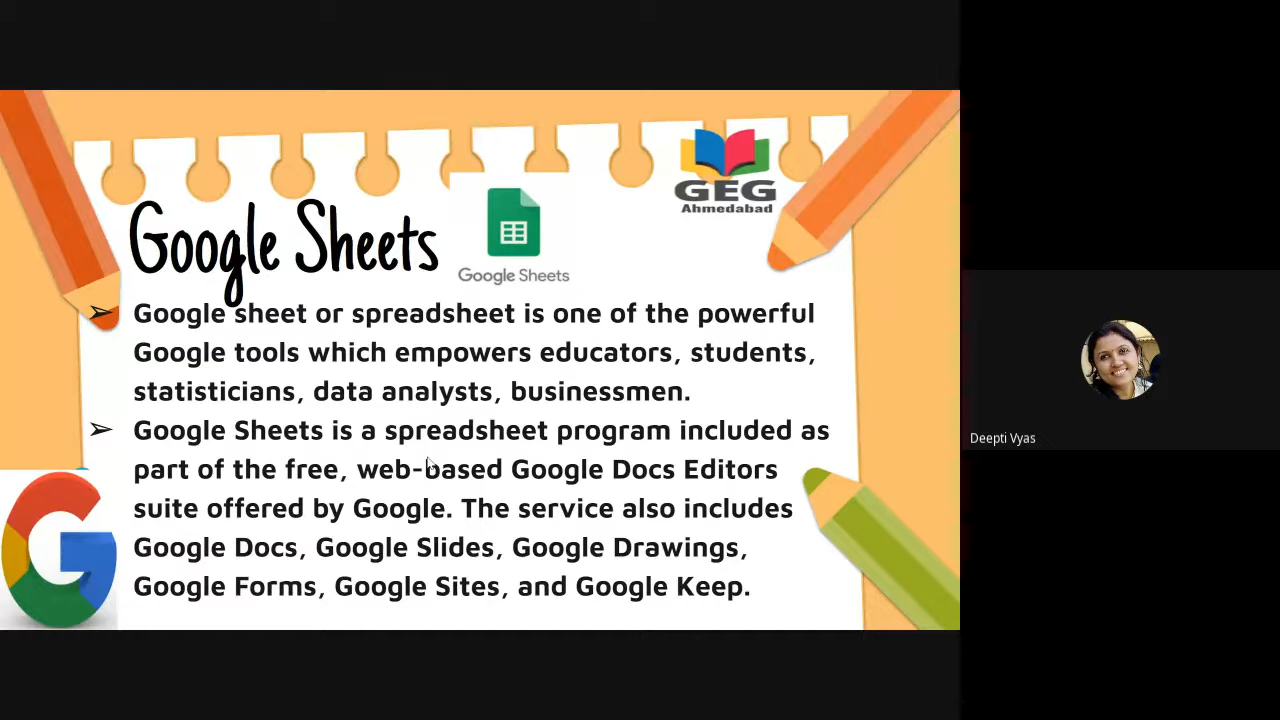 GEG
Ahmedabad
Google Sheets
Google Sheets
➢ Google sheet or spreadsheet is one of the powerful
Google tools which empowers educators, students,
statisticians, data analysts, businessmen.
➢ Google Sheets is a spreadsheet program included as
part of the free, web-based Google Docs Editors
suite offered by Google. The service also includes
Google Docs, Google Slides, Google Drawings,
Google Forms, Google Sites, and Google Keep.
Deepti Vyas